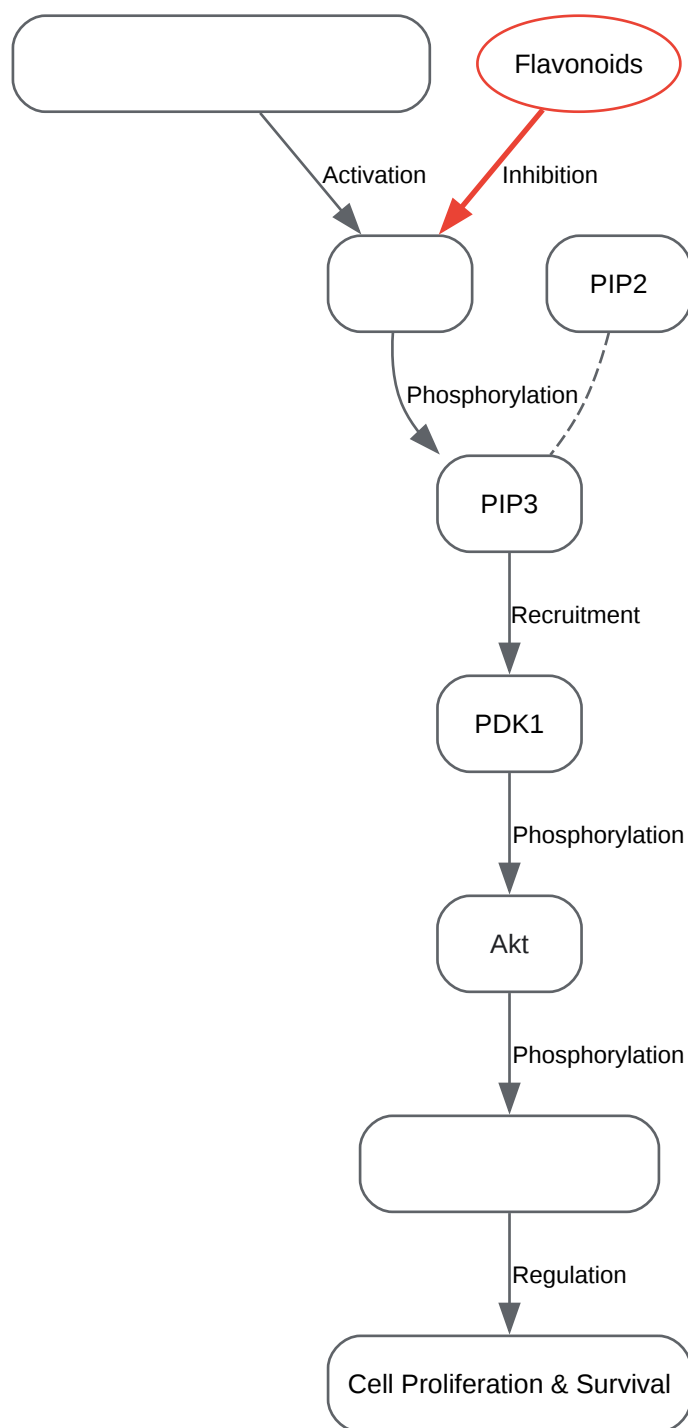 Flavonoids
Activation
Inhibition
PIP2
Phosphorylation
PIP3
Recruitment
PDK1
Phosphorylation
Akt
Phosphorylation
Regulation
Cell Proliferation & Survival